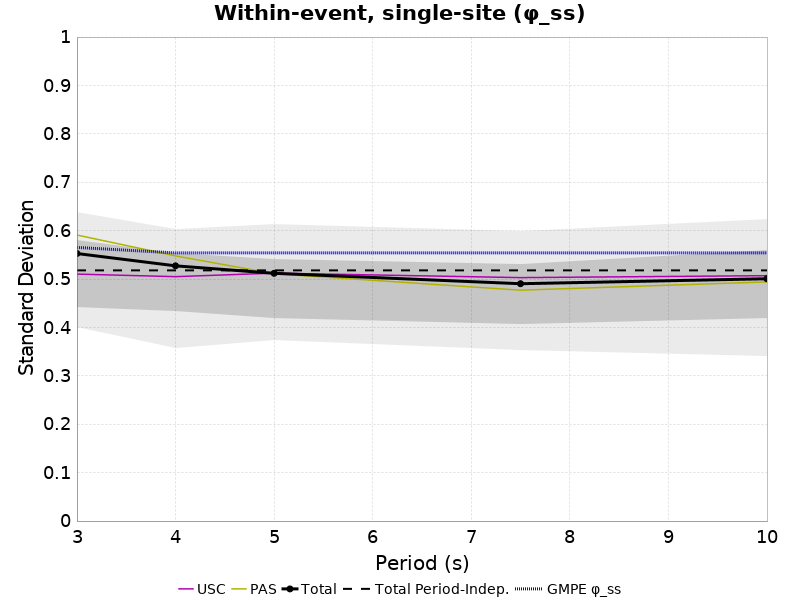 Within-event, single-site (φ_ss)
1
0.9
0.8
0.7
0.6
0.5
0.4
0.3
0.2
0.1
0
Standard Deviation
3 4 5 6 7 8 9 10
Period (s)
USC PAS Total Total Period-Indep. GMPE φ_ss